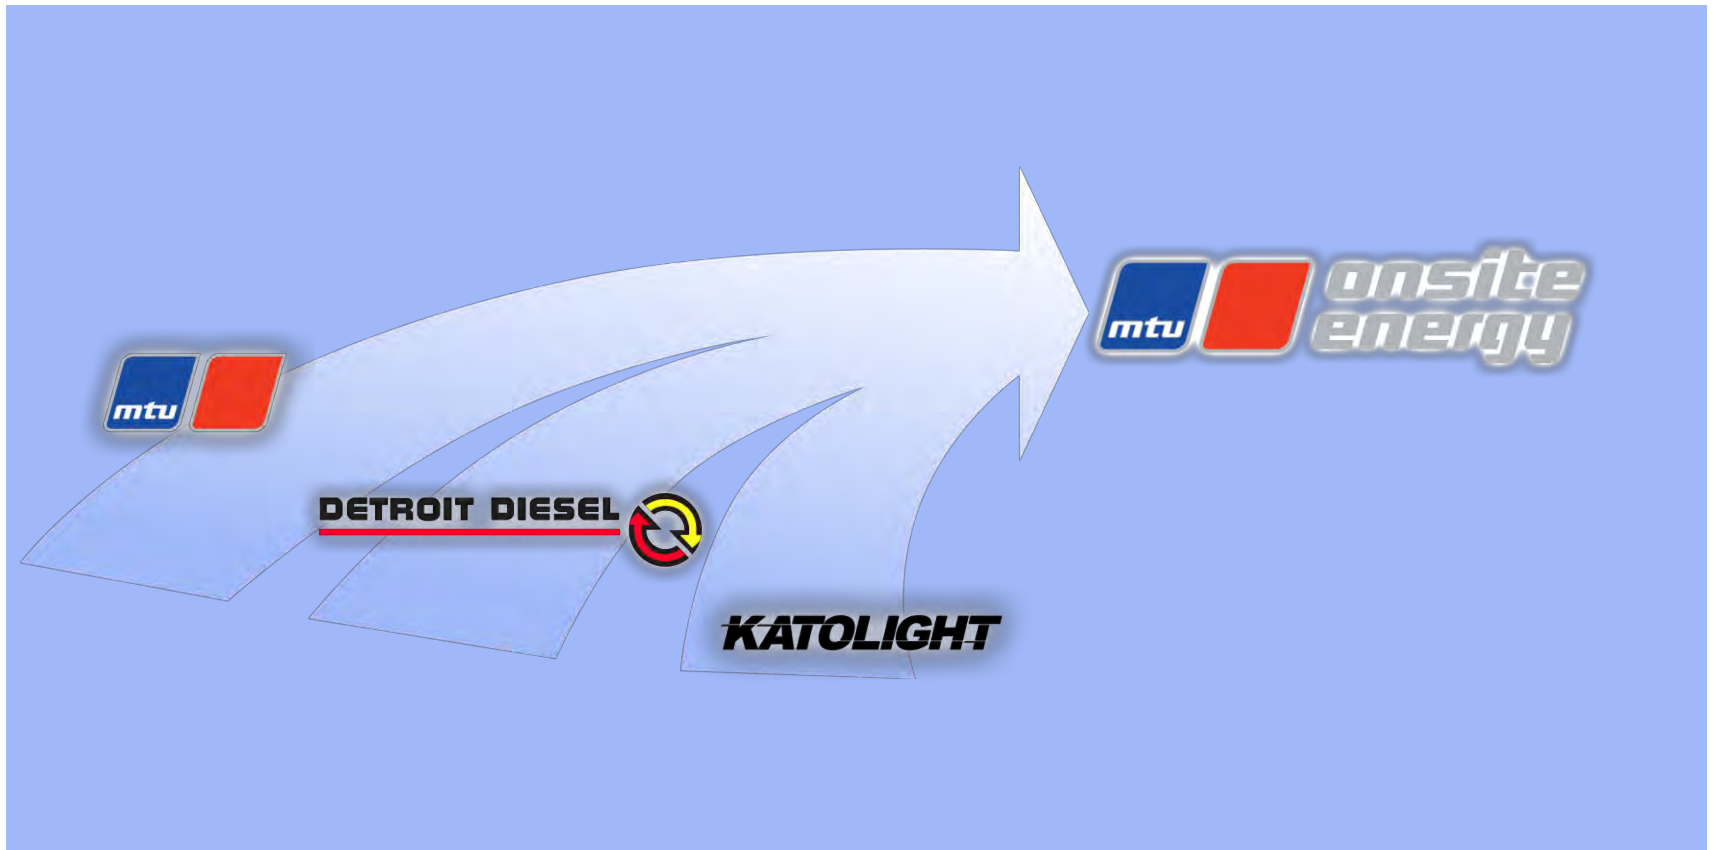 mtu
DETROIT DIESEL
KATOLIGHT
mtu
onsite
energy